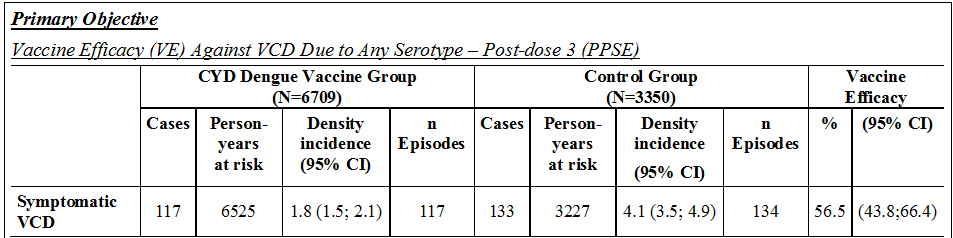 Primary Objective
Vaccine Efficacy (VE) Against VCD Due to Any Serotype – Post-dose 3 (PPSE)
CYD Dengue Vaccine Group (N=6709) Control Group (N=3350) Vaccine Efficacy
Cases Person-years at risk Density incidence (95% CI) n Episodes Cases Person-years at risk Density incidence (95% CI) n Episodes % (95% CI)
Symptomatic VCD 117 6525 1.8 (1.5; 2.1) 117 133 3227 4.1 (3.5; 4.9) 134 56.5 (43.8;66.4)